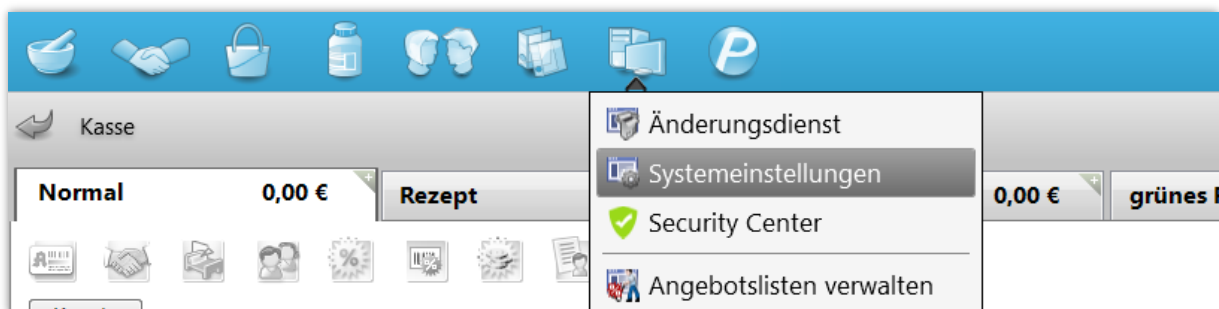 Kasse
Änderungsdienst
Systemeinstellungen
Security Center
Angebotslisten verwalten
Normal 0,00 €
Rezept
0,00 €
grünes